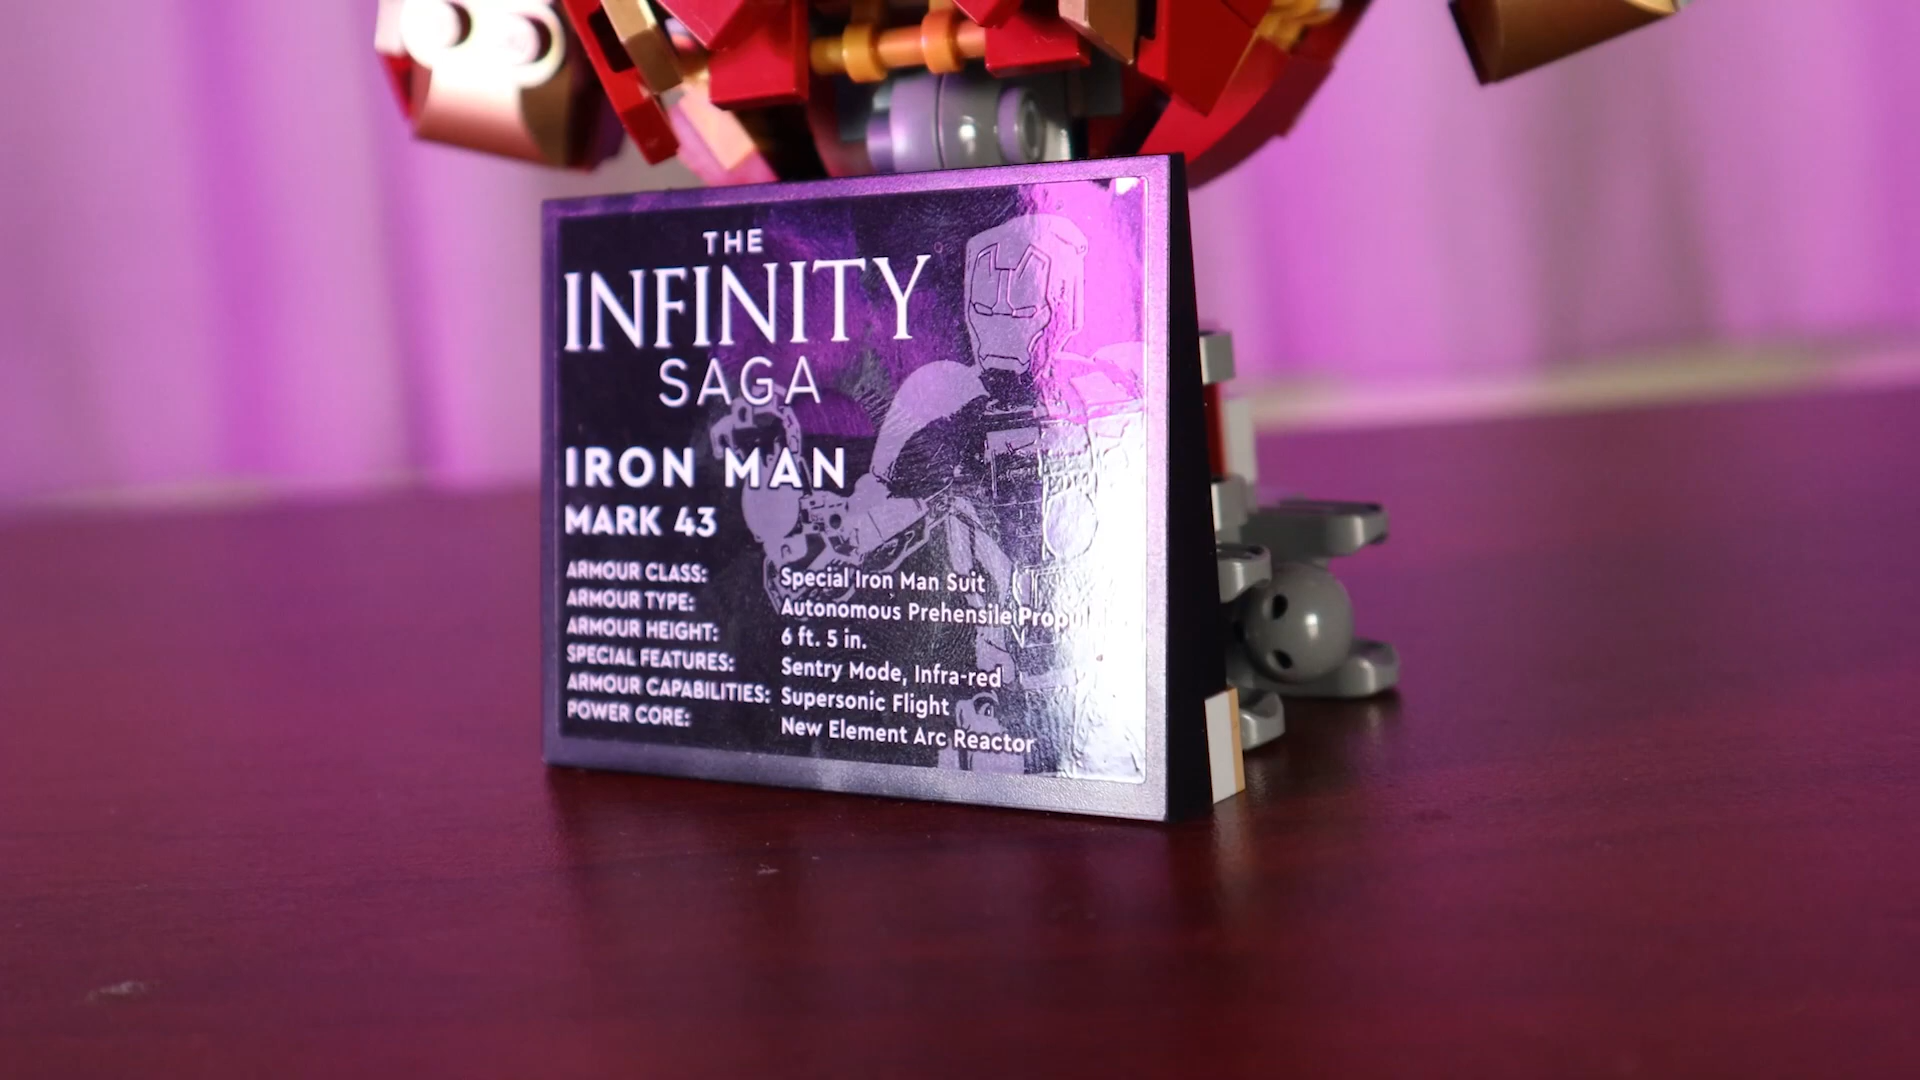 THE
INFINITY
SAGA
IRON MAN
MARK 43
ARMOUR CLASS: Special Iron Man Suit
ARMOUR TYPE: Autonomous Prehensile
ARMOUR HEIGHT: 6 ft. 5 in.
SPECIAL FEATURES: Sentry Mode, Infra-red
ARMOUR CAPABILITIES: Supersonic Flight
POWER CORE: New Element Arc Reactor